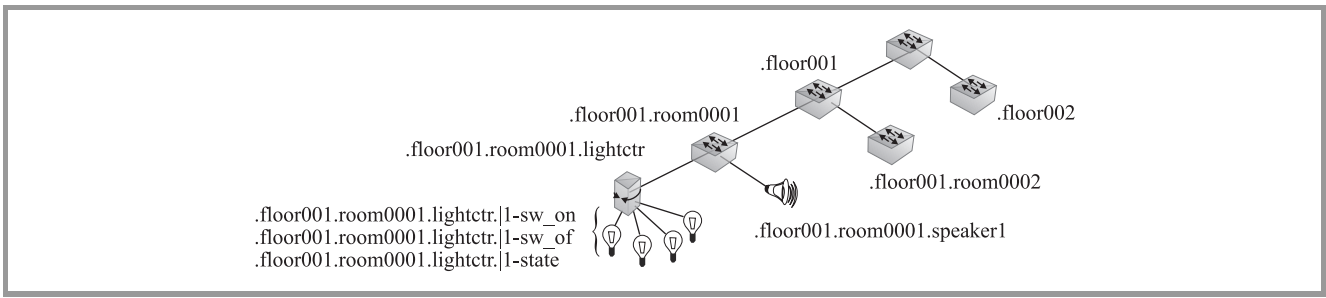 .floor001
.floor002
.floor001.room0001
.floor001.room0002
.floor001.room0001.lightctr
.floor001.room0001.speaker1
.floor001.room0001.lightctr.|1-sw_on
.floor001.room0001.lightctr.|1-sw_of
.floor001.room0001.lightctr.|1-state